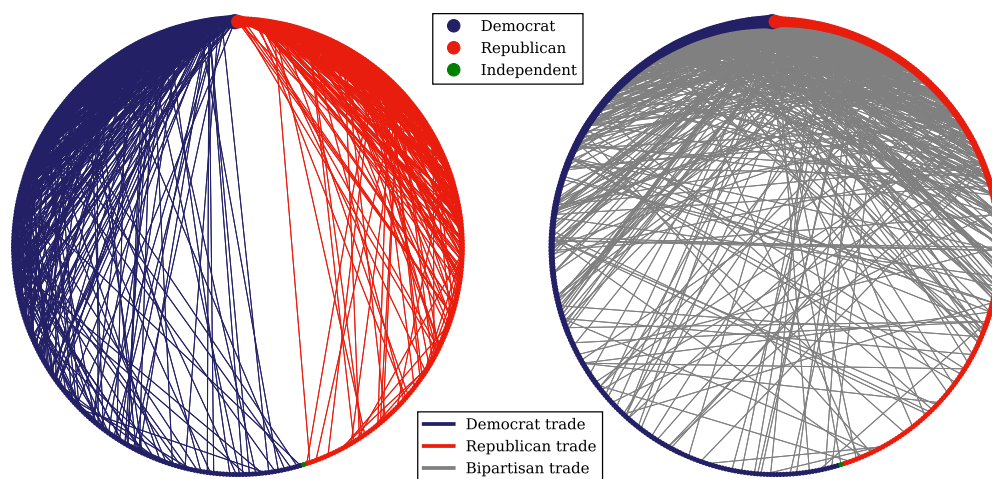 Democrat
Republican
Independent
Democrat trade
Republican trade
Bipartisan trade